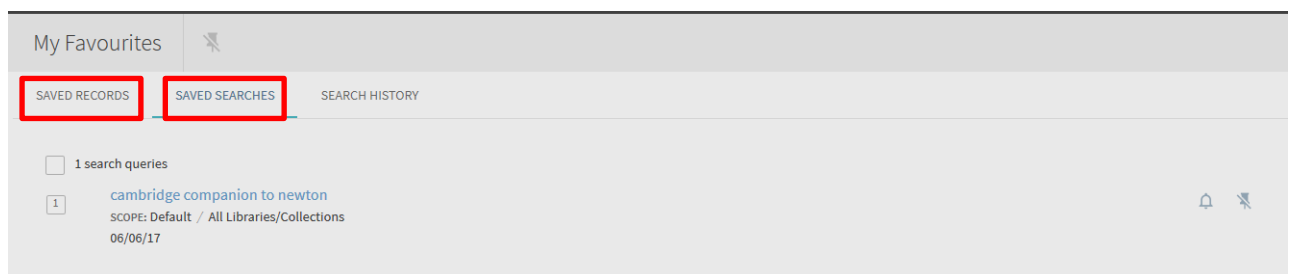 My Favourites
SAVED RECORDS SAVED SEARCHES SEARCH HISTORY
1 search queries
1 cambridge companion to newton
SCOPE: Default / All Libraries/Collections
06/06/17